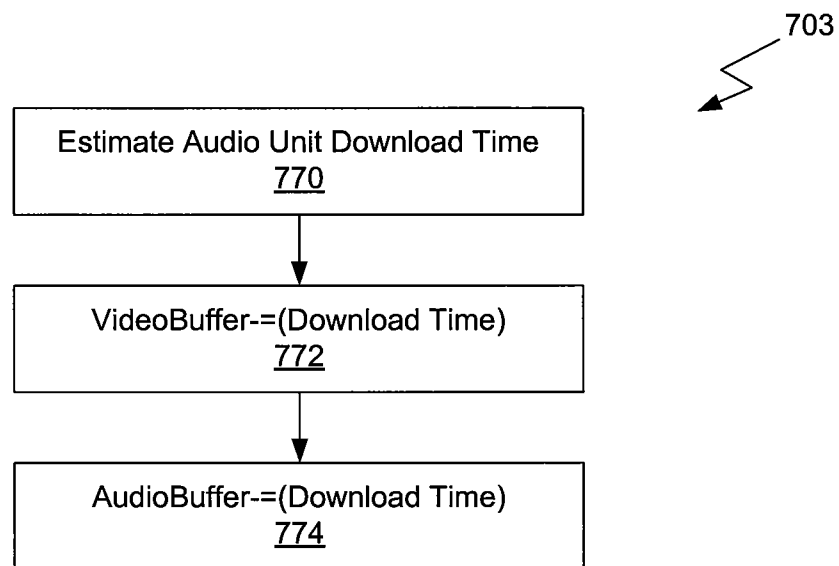 703
Estimate Audio Unit Download Time
770
VideoBuffer-=(Download Time)
772
AudioBuffer-=(Download Time)
774